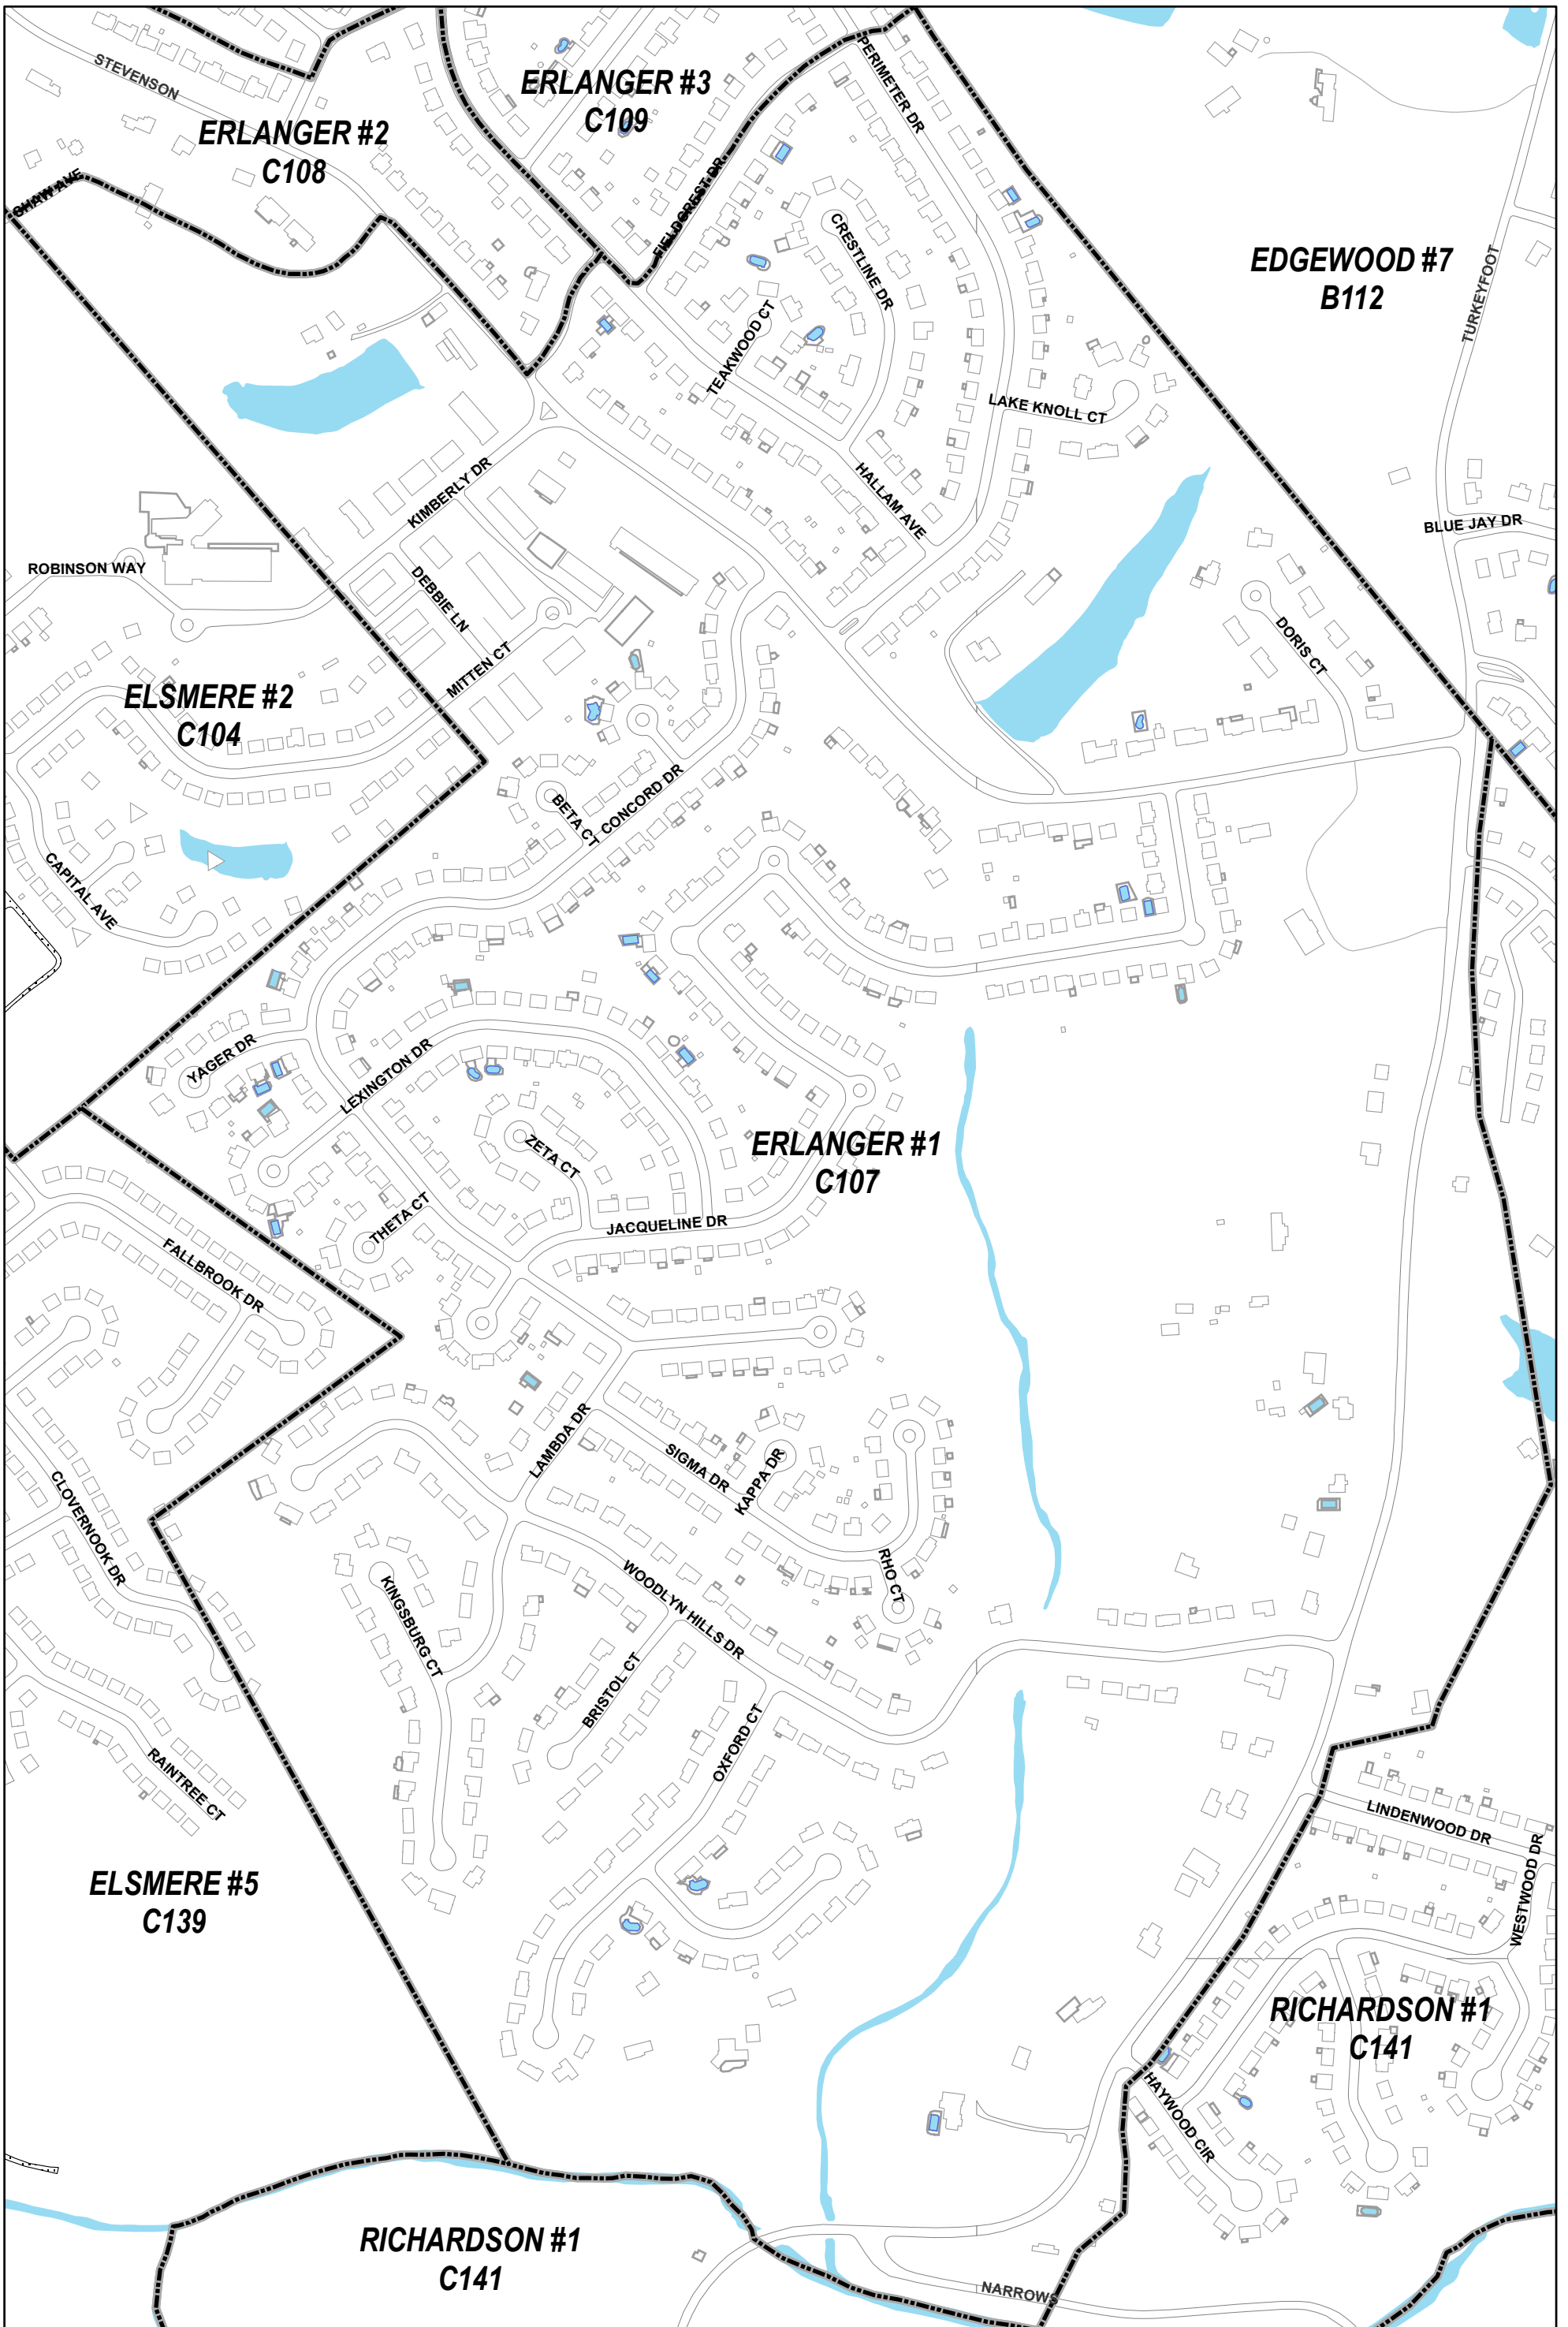 STEVENSON
ERLANGER #3
C109
PERIMETER DR
ERLANGER #2
C108
SHAW AVE
FIELDCREST DR
CRESTLINE DR
EDGEWOOD #7
B112
TURKEYFOOT
TEAKWOOD CT
LAKE KNOLL CT
KIMBERLY DR
HALLAM AVE
BLUE JAY DR
ROBINSON WAY
DEBBIE LN
DORIS CT
MITTEN CT
ELSMERE #2
C104
CONCORD DR
BETA CT
CAPITAL AVE
YAGER DR
LEXINGTON DR
ZETA CT
ERLANGER #1
C107
THETA CT
JACQUELINE DR
FALLBROOK DR
LAMBDA DR
SIGMA DR
KAPPA DR
CLOVERNOOK DR
RHO CT
KINGSBURG CT
WOODLYN HILLS DR
BRISTOL CT
OXFORD CT
RAINTREE CT
LINDENWOOD DR
WESTWOOD DR
ELSMERE #5
C139
RICHARDSON #1
C141
HAYWOOD CIR
RICHARDSON #1
C141
NARROWS